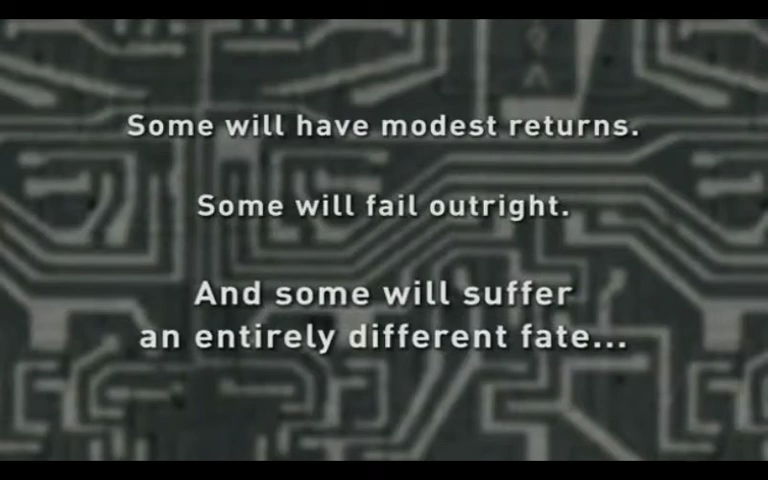 Some will have modest returns.
Some will fail outright.
And some will suffer
an entirely different fate...